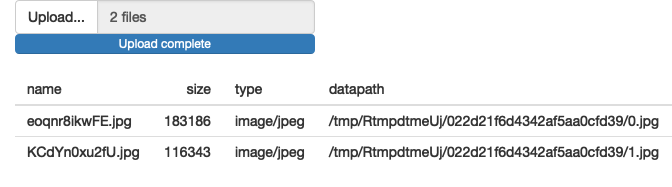 Upload... 2 files
Upload complete
name size type datapath
eoqnr8ikwFE.jpg 183186 image/jpeg /tmp/RtmpdtmeUj/022d21f6d4342af5aa0cfd39/0.jpg
KCdYn0xu2fU.jpg 116343 image/jpeg /tmp/RtmpdtmeUj/022d21f6d4342af5aa0cfd39/1.jpg